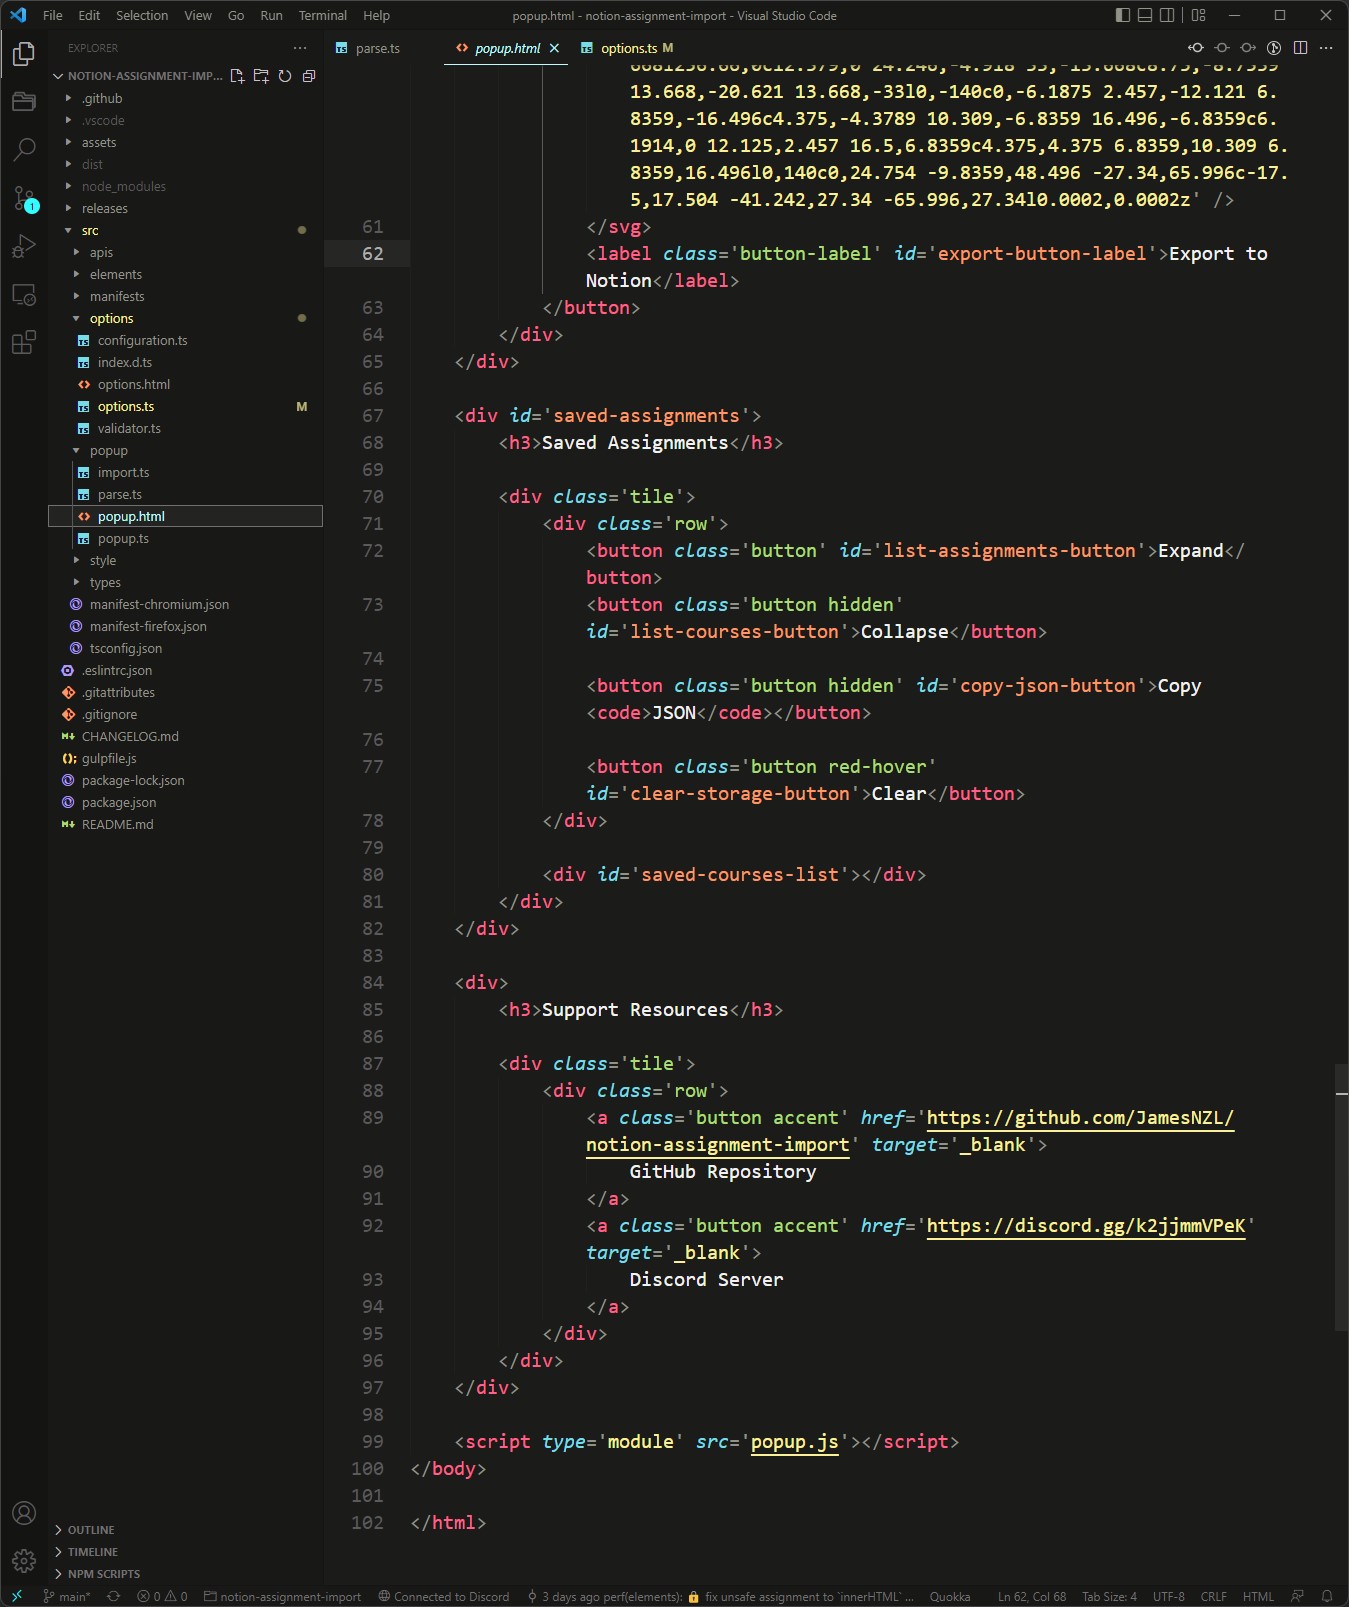 File Edit Selection View Go Run Terminal Help
popup.html - notion-assignment-import - Visual Studio Code
EXPLORER
NOTION-ASSIGNMENT-IMP...
.github
.vscode
assets
dist
node_modules
releases
src
apis
elements
manifests
options
configuration.ts
index.d.ts
options.html
options.ts M
validator.ts
popup
import.ts
parse.ts
popup.html
popup.ts
style
types
manifest-chromium.json
manifest-firefox.json
tsconfig.json
.eslintrc.json
.gitattributes
.gitignore
CHANGELOG.md
gulpfile.js
package-lock.json
package.json
README.md
OUTLINE
TIMELINE
NPM SCRIPTS
1
parse.ts
popup.html
options.ts M
13.668,-20.621 13.668,-33l0,-140c0,-6.1875 2.457,-12.121 6.
8359,-16.496c4.375,-4.3789 10.309,-6.8359 16.496,-6.8359c6.
1914,0 12.125,2.457 16.5,6.8359c4.375,4.375 6.8359,10.309 6.
8359,16.496l0,140c0,24.754 -9.8359,48.496 -27.34,65.996c-17.
5,17.504 -41.242,27.34 -65.996,27.34l0.0002,0.0002z' />
61 </svg>
62 <label class='button-label' id='export-button-label'>Export to
Notion</label>
63 </button>
64 </div>
65 </div>
66
67 <div id='saved-assignments'>
68 <h3>Saved Assignments</h3>
69
70 <div class='tile'>
71 <div class='row'>
72 <button class='button' id='list-assignments-button'>Expand</
button>
73 <button class='button hidden'
id='list-courses-button'>Collapse</button>
74
75 <button class='button hidden' id='copy-json-button'>Copy
<code>JSON</code></button>
76
77 <button class='button red-hover'
id='clear-storage-button'>Clear</button>
78 </div>
79
80 <div id='saved-courses-list'></div>
81 </div>
82 </div>
83
84 <div>
85 <h3>Support Resources</h3>
86
87 <div class='tile'>
88 <div class='row'>
89 <a class='button accent' href='https://github.com/JamesNZL/
notion-assignment-import' target='_blank'>
90 GitHub Repository
91 </a>
92 <a class='button accent' href='https://discord.gg/k2jjmmVPeK'
target='_blank'>
93 Discord Server
94 </a>
95 </div>
96 </div>
97 </div>
98
99 <script type='module' src='popup.js'></script>
100 </body>
101
102 </html>
main* 0 0 notion-assignment-import Connected to Discord 3 days ago perf(elements): 🔒 fix unsafe assignment to `innerHTML` ... Quokka Ln 62, Col 68 Tab Size: 4 UTF-8 CRLF HTML